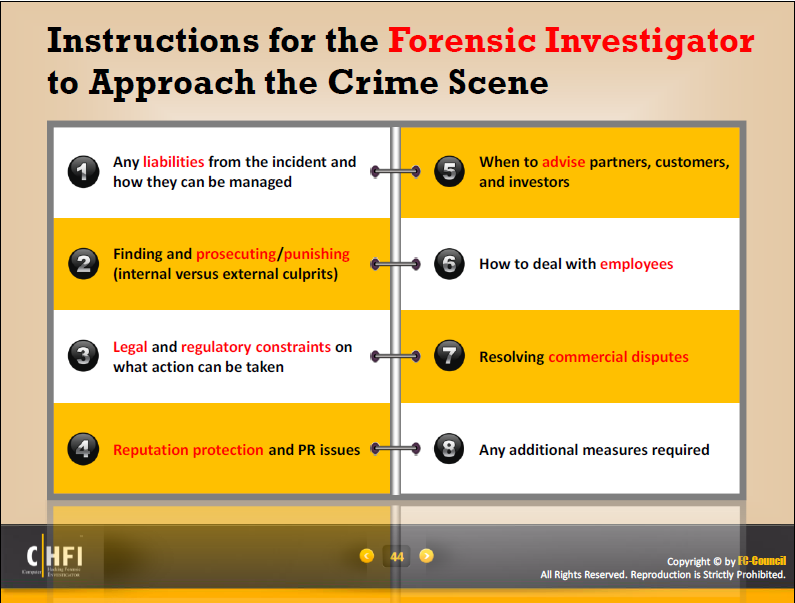 Instructions for the Forensic Investigator
to Approach the Crime Scene
1
Any liabilities from the incident and
how they can be managed
2
Finding and prosecuting/punishing
(internal versus external culprits)
3
Legal and regulatory constraints on
what action can be taken
4
Reputation protection and PR issues
5
When to advise partners, customers,
and investors
6
How to deal with employees
7
Resolving commercial disputes
8
Any additional measures required
CHFI
Computer Hacking Forensic
INVESTIGATOR
44
Copyright © by EC-Council
All Rights Reserved. Reproduction is Strictly Prohibited.